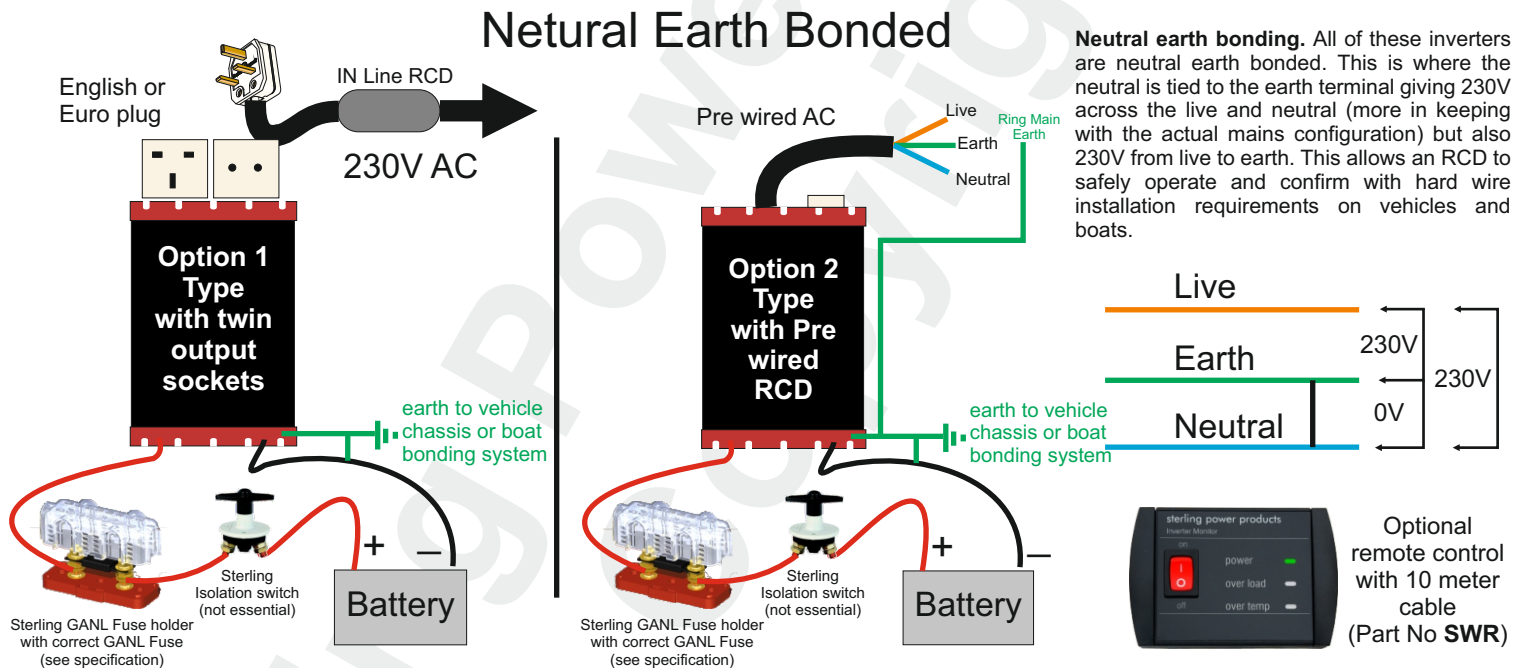 Netural Earth Bonded
English or
Euro plug
IN Line RCD
230V AC
Option 1
Type
with twin
output
sockets
earth to vehicle
chassis or boat
bonding system
+
–
Battery
Sterling
Isolation switch
(not essential)
Sterling GANL Fuse holder
with correct GANL Fuse
(see specification)
Pre wired AC
Live
Earth
Neutral
Ring Main
Earth
Option 2
Type
with Pre
wired
RCD
earth to vehicle
chassis or boat
bonding system
+
–
Battery
Sterling
Isolation switch
(not essential)
Sterling GANL Fuse holder
with correct GANL Fuse
(see specification)
Neutral earth bonding. All of these inverters
are neutral earth bonded. This is where the
neutral is tied to the earth terminal giving 230V
across the live and neutral (more in keeping
with the actual mains configuration) but also
230V from live to earth. This allows an RCD to
safely operate and confirm with hard wire
installation requirements on vehicles and
boats.
Live
Earth
Neutral
230V
0V
230V
sterling power products
Inverter Monitor
on
I
O
off
power
over load
over temp
Optional
remote control
with 10 meter
cable
(Part No SWR)